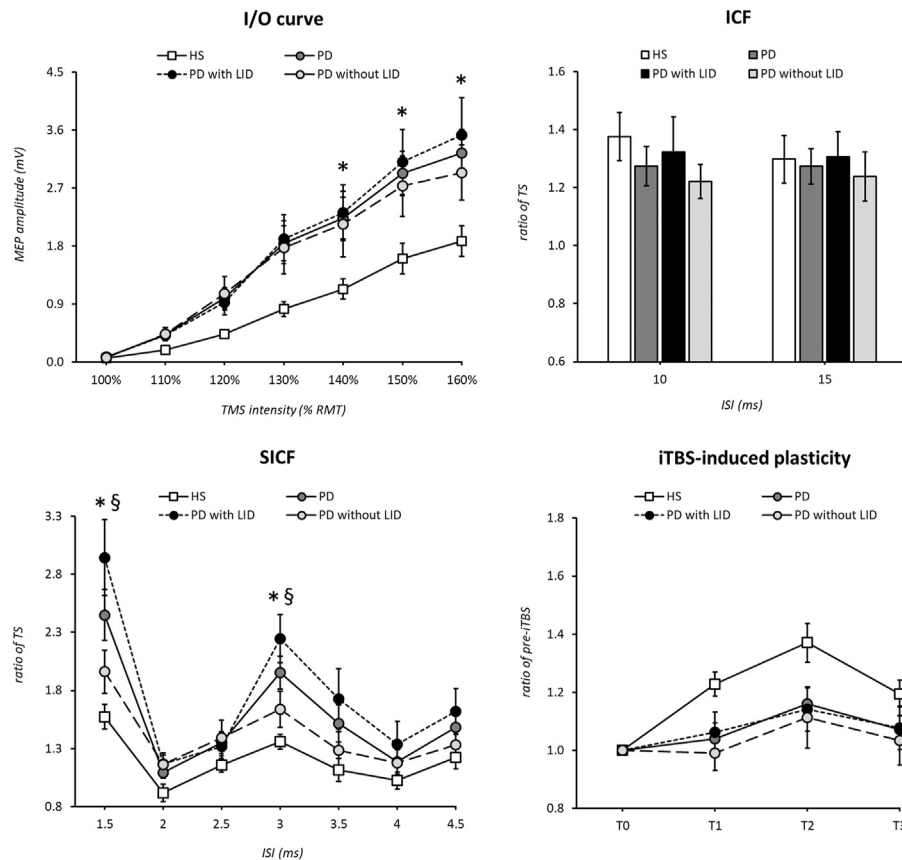 I/O curve
HS
PD
PD with LID
PD without LID
MEP amplitude (mV)
4.5
3.6
2.7
1.8
0.9
0.0
*
*
*
100%
110%
120%
130%
140%
150%
160%
TMS intensity (% RMT)
ICF
HS
PD
PD with LID
PD without LID
ratio of TS
1.6
1.4
1.2
1.0
0.8
0.6
10
15
ISI (ms)
SICF
HS
PD
PD with LID
PD without LID
ratio of TS
3.3
2.8
2.3
1.8
1.3
0.8
* §
* §
1.5
2
2.5
3
3.5
4
4.5
ISI (ms)
iTBS-induced plasticity
HS
PD
PD with LID
PD without LID
ratio of pre-iTBS
1.8
1.6
1.4
1.2
1.0
0.8
T0
T1
T2
T3